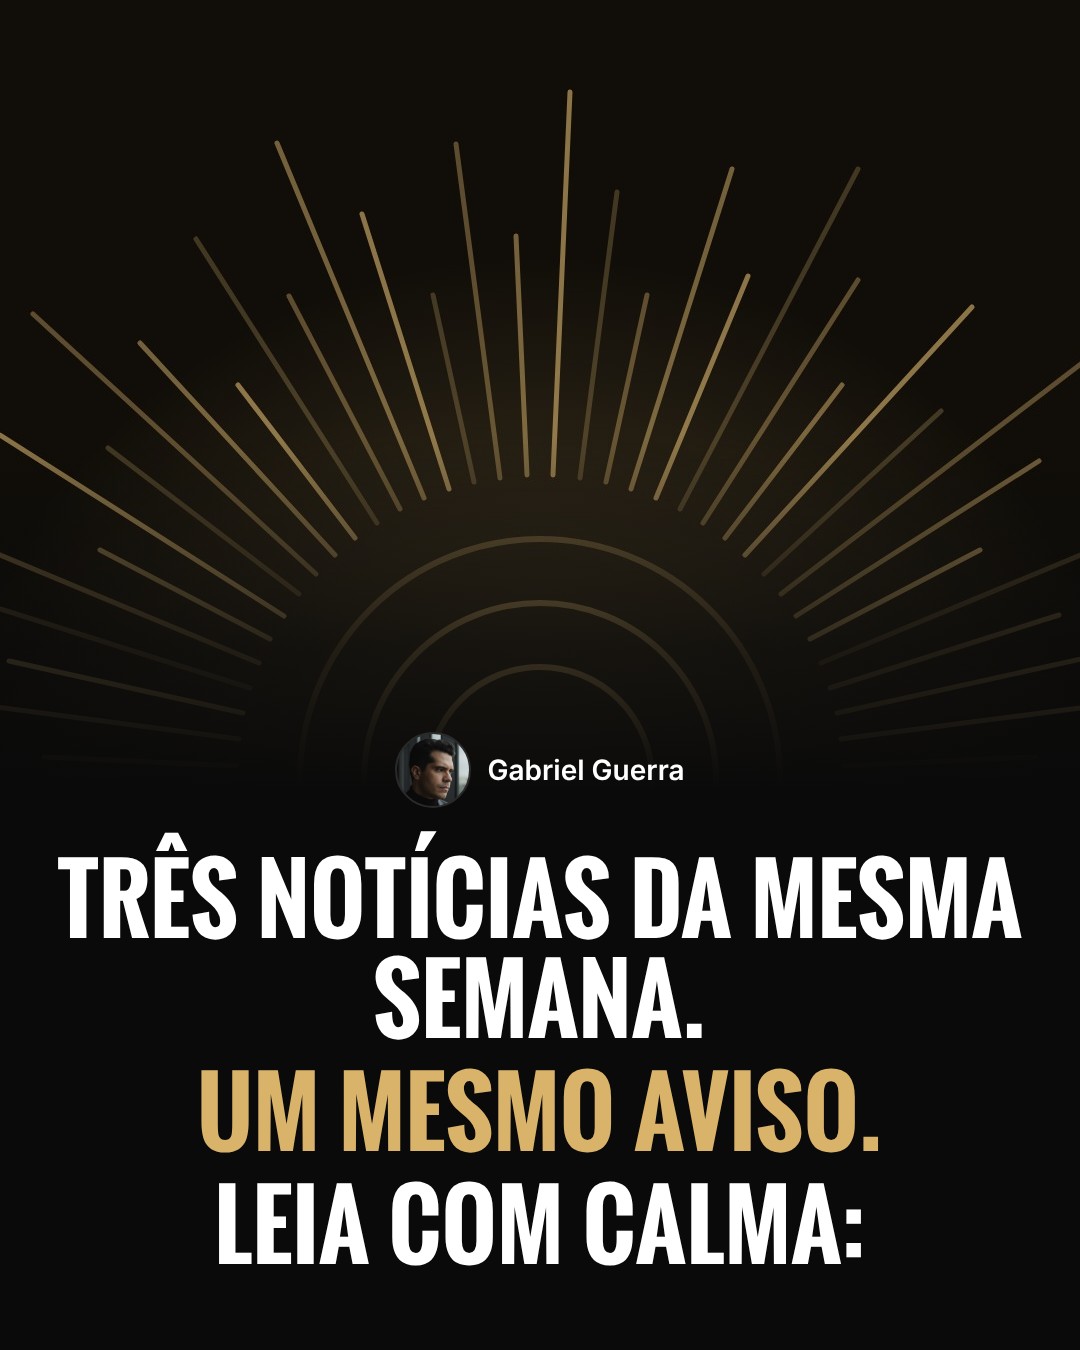 Gabriel Guerra
TRÊS NOTÍCIAS DA MESMA
SEMANA.
UM MESMO AVISO.
LEIA COM CALMA: